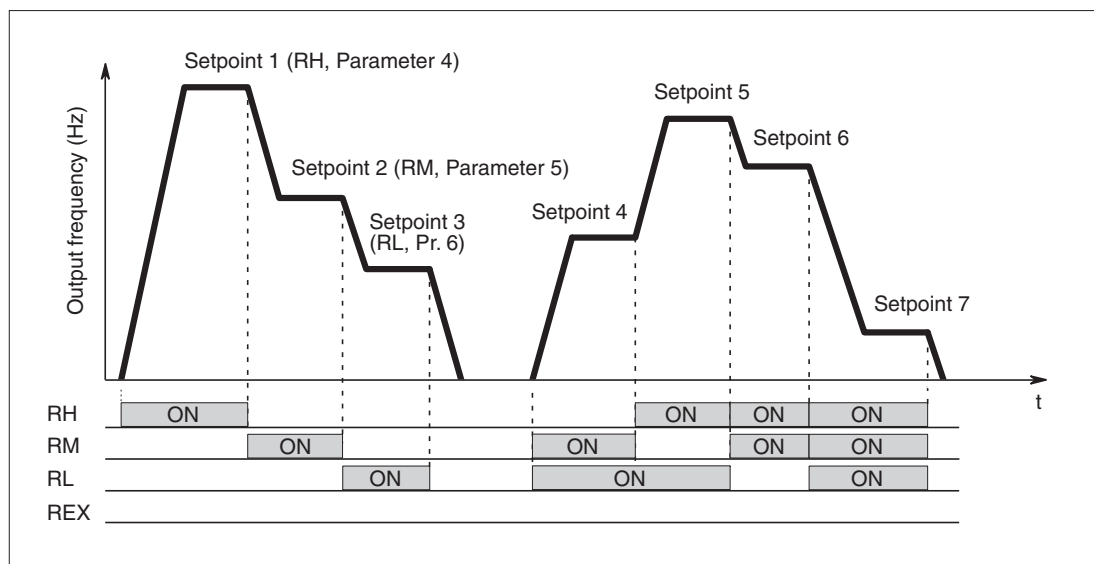 Setpoint 1 (RH, Parameter 4)
Setpoint 5
Setpoint 6
Setpoint 2 (RM, Parameter 5)
Setpoint 3
(RL, Pr. 6)
Setpoint 4
Setpoint 7
Output frequency (Hz)
t
RH ON ON ON ON
RM ON ON ON ON
RL ON ON ON
REX